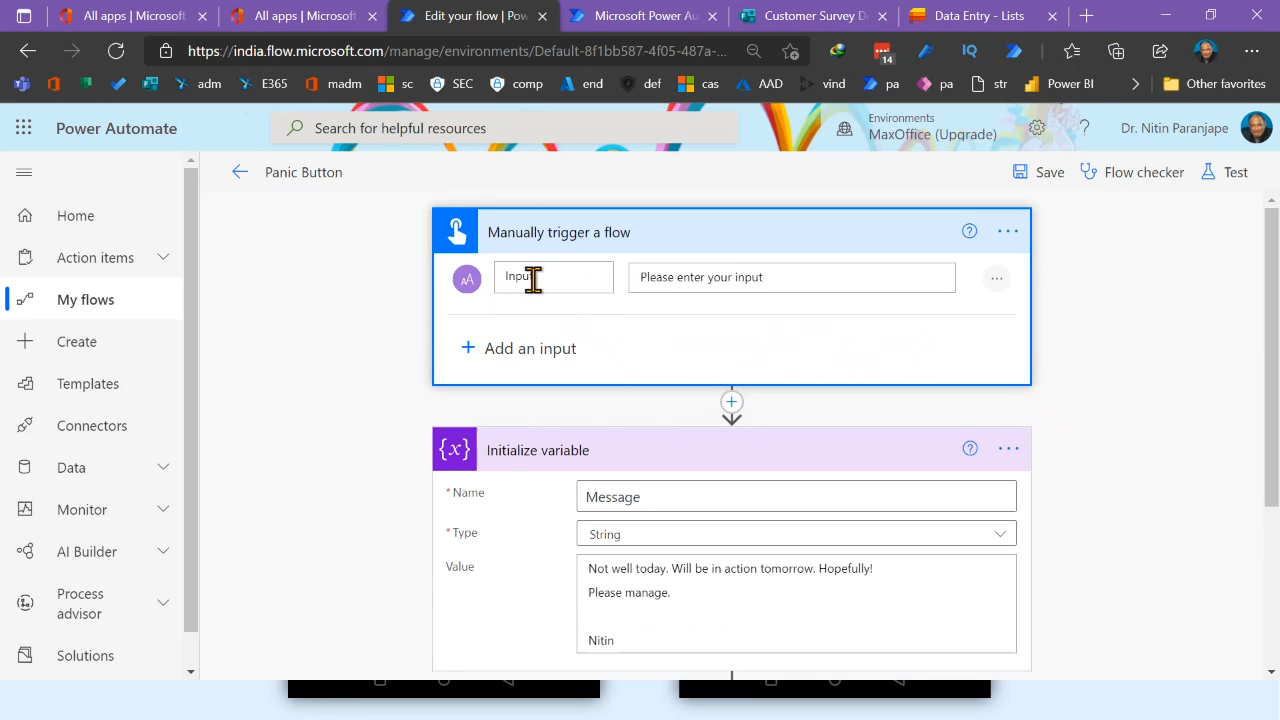 All apps | Microsoft
All apps | Microsoft
Edit your flow | Pow
Microsoft Power Au
Customer Survey D
Data Entry - Lists
https://india.flow.microsoft.com/manage/environments/Default-8f1bb587-4f05-487a-...
IQ
14
adm
E365
madm
sc
SEC
comp
end
def
cas
AAD
vind
pa
pa
str
Power BI
Other favorites
Power Automate
Search for helpful resources
Environments
MaxOffice (Upgrade)
Dr. Nitin Paranjape
Panic Button
Save
Flow checker
Test
Home
Action items
My flows
Create
Templates
Connectors
Data
Monitor
AI Builder
Process
advisor
Solutions
Manually trigger a flow
AA
Input
Please enter your input
Add an input
{x}
Initialize variable
* Name
Message
* Type
String
Value
Not well today. Will be in action tomorrow. Hopefully!
Please manage.
Nitin